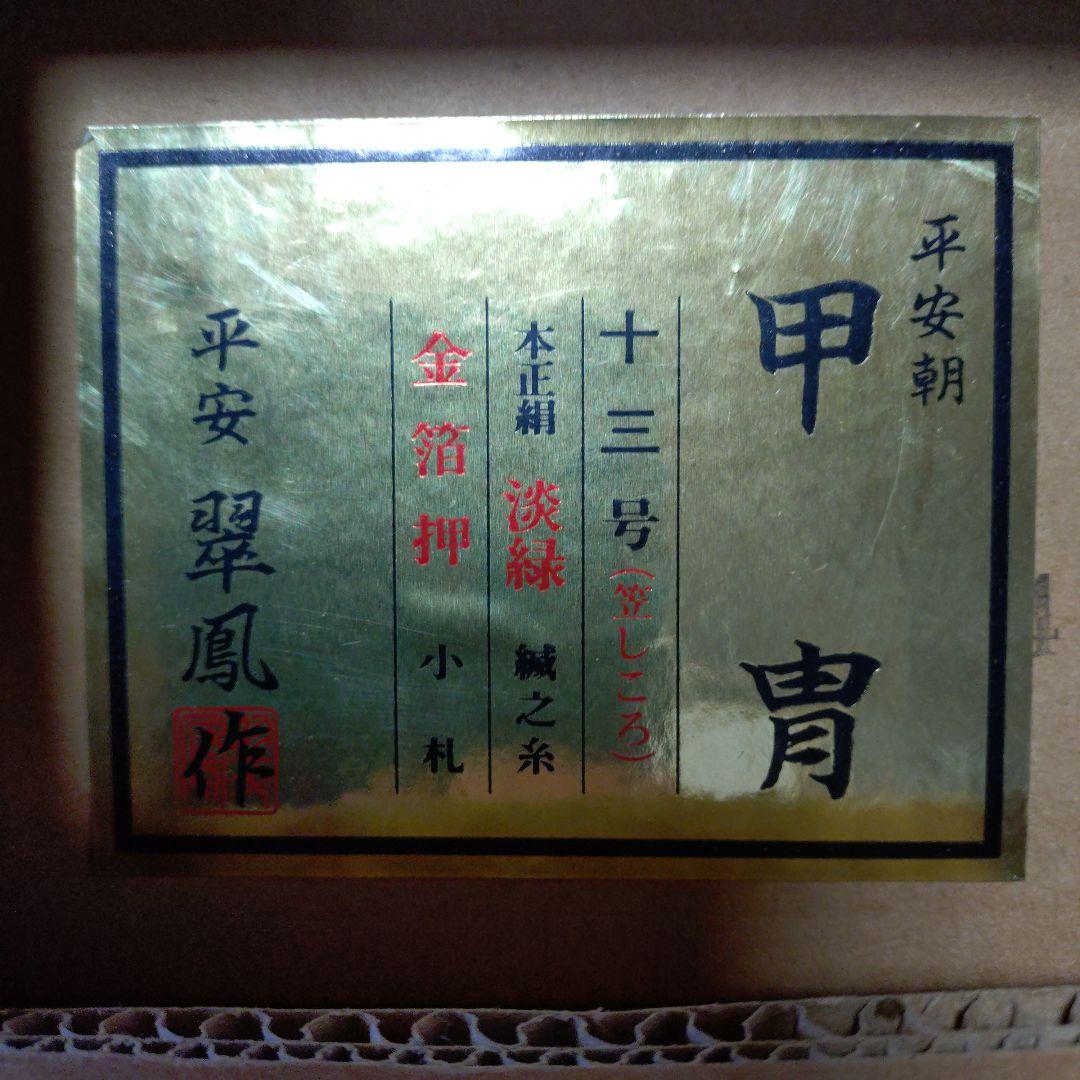 平安朝
甲冑
十三号(笠しころ)
本正絹 淡緑 縅之糸
金箔押小札
平安 翠鳳作